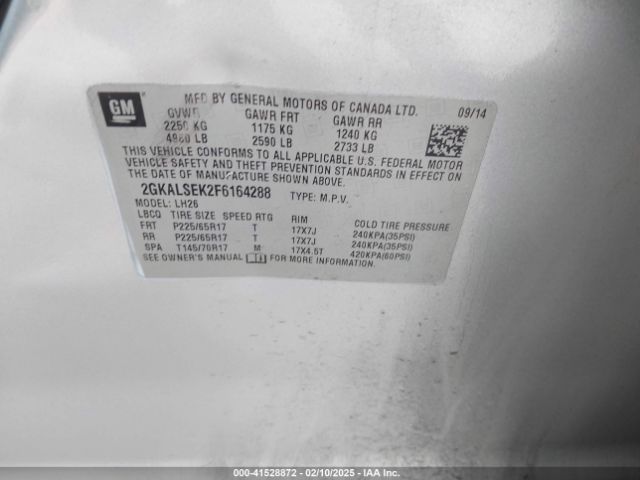 GM
MFD BY GENERAL MOTORS OF CANADA LTD.
09/14
GVWR GAWR FRT GAWR RR
2250 KG 1175 KG 1240 KG
4960 LB 2590 LB 2733 LB
THIS VEHICLE CONFORMS TO ALL APPLICABLE U.S. FEDERAL MOTOR
VEHICLE SAFETY AND THEFT PREVENTION STANDARDS IN EFFECT ON
THE DATE OF MANUFACTURE SHOWN ABOVE.
2GKALSEK2F6164288 TYPE: M.P.V.
MODEL: LH26
LBCQ TIRE SIZE SPEED RTG RIM COLD TIRE PRESSURE
FRT P225/65R17 T 17X7J 240KPA(35PSI)
RR P225/65R17 T 17X7J 240KPA(35PSI)
SPA T145/70R17 M 17X4.5T 420KPA(60PSI)
SEE OWNER'S MANUAL FOR MORE INFORMATION.
000-41528872 - 02/10/2025 - IAA Inc.